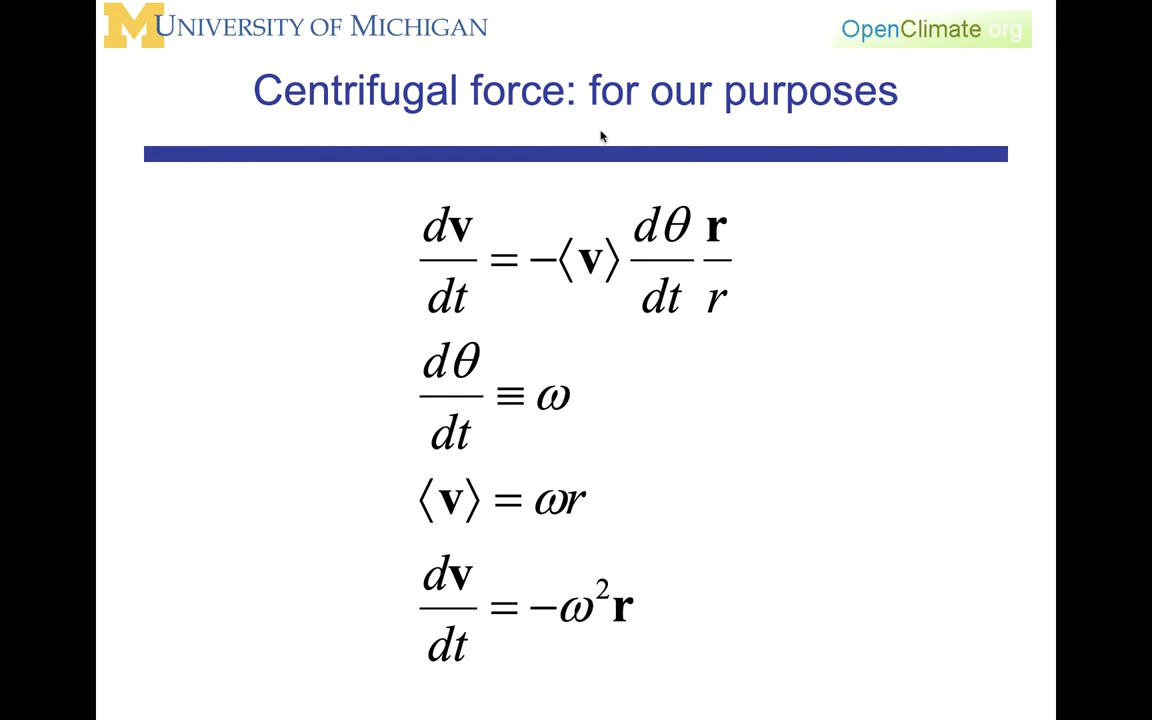 M UNIVERSITY OF MICHIGAN
OpenClimate org
Centrifugal force: for our purposes
d𝐯/dt = −⟨𝐯⟩ dθ/dt 𝐫/r
dθ/dt ≡ ω
⟨𝐯⟩ = ωr
d𝐯/dt = −ω²𝐫